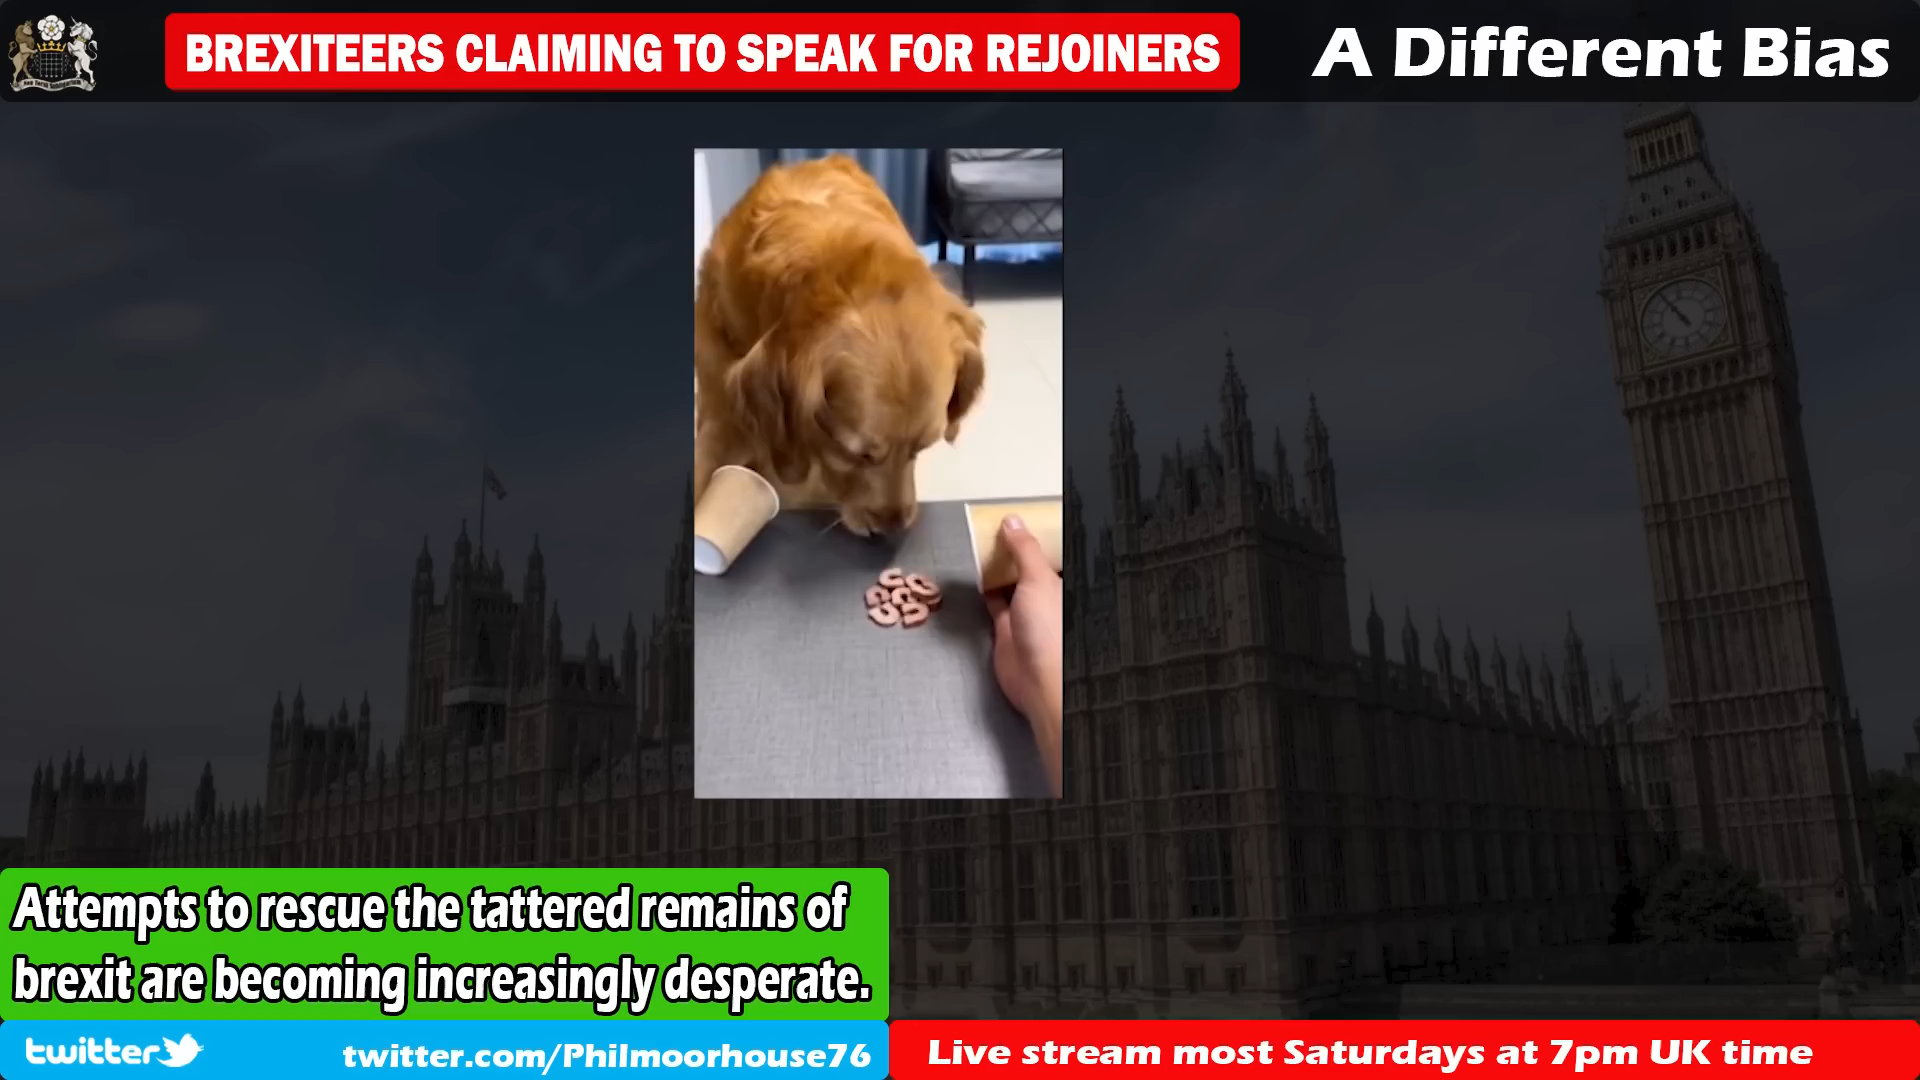 BREXITEERS CLAIMING TO SPEAK FOR REJOINERS
A Different Bias
Attempts to rescue the tattered remains of
brexit are becoming increasingly desperate.
twitter
twitter.com/Philmoorhouse76
Live stream most Saturdays at 7pm UK time